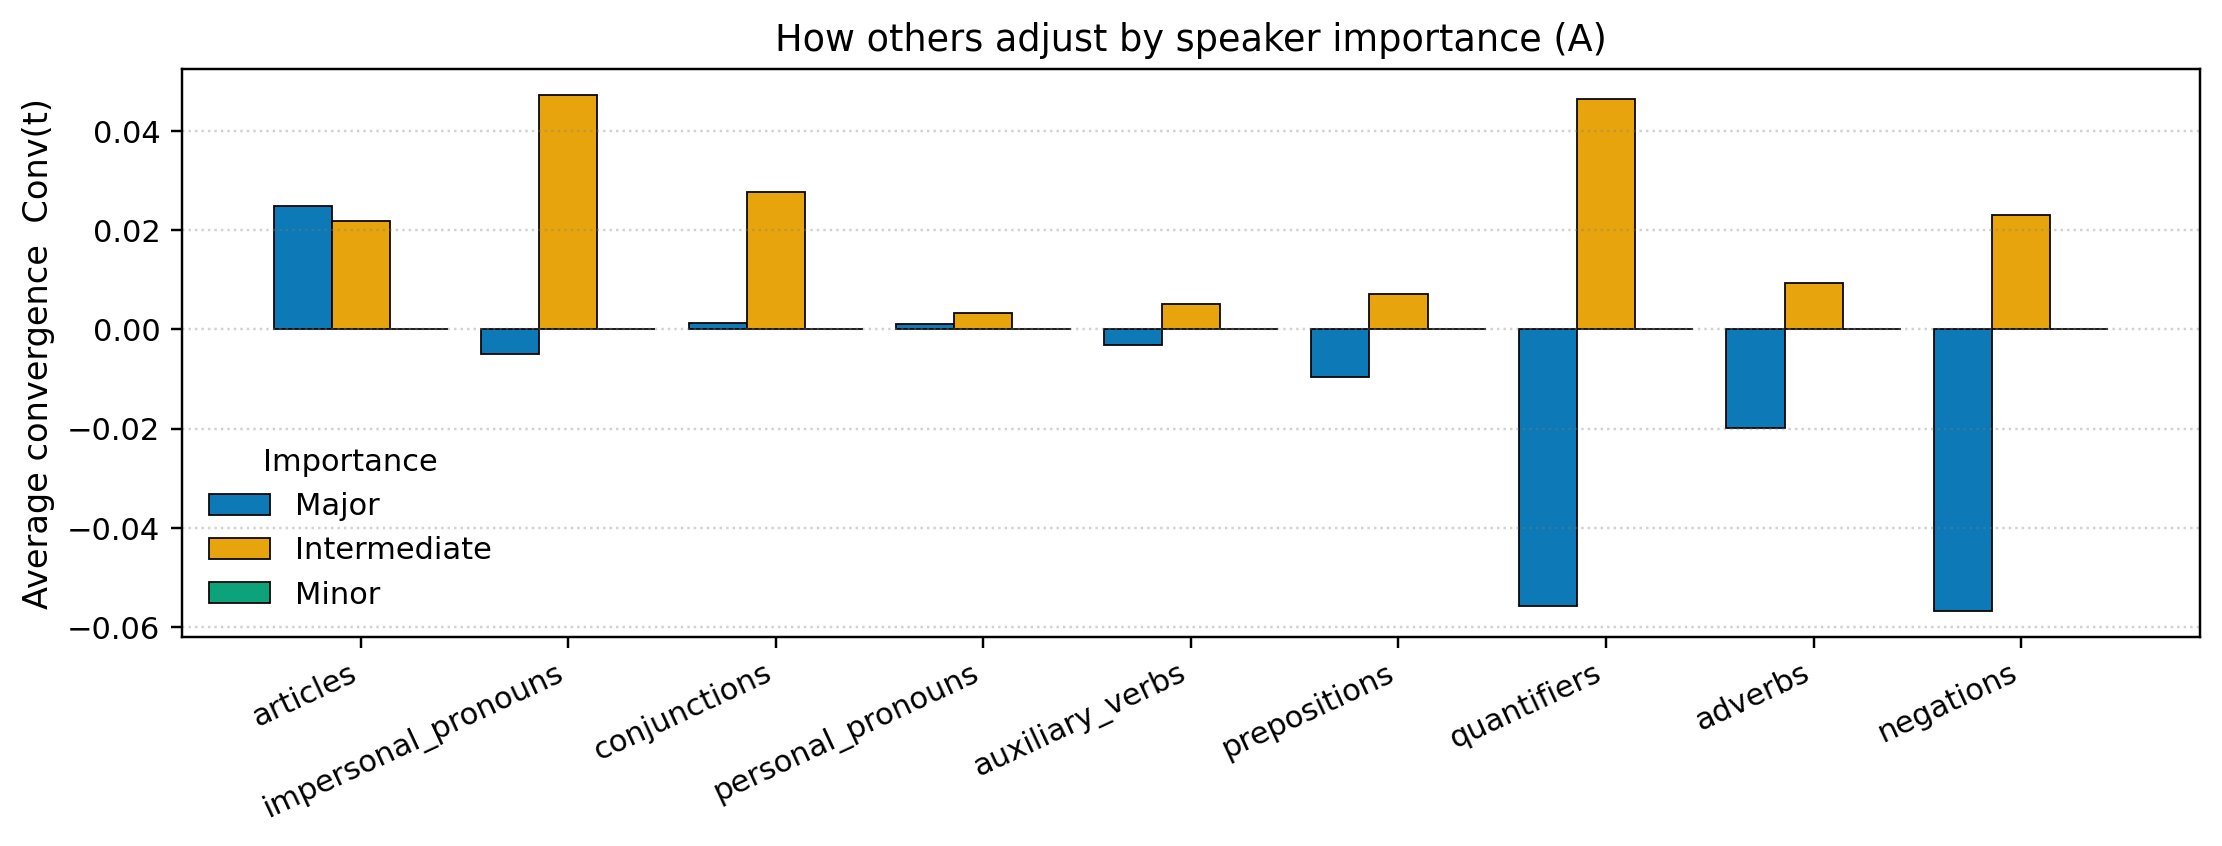 How others adjust by speaker importance (A)
Average convergence  Conv(t)
0.04
0.02
0.00
−0.02
−0.04
−0.06
Importance
Major
Intermediate
Minor
articles
impersonal_pronouns
conjunctions
personal_pronouns
auxiliary_verbs
prepositions
quantifiers
adverbs
negations